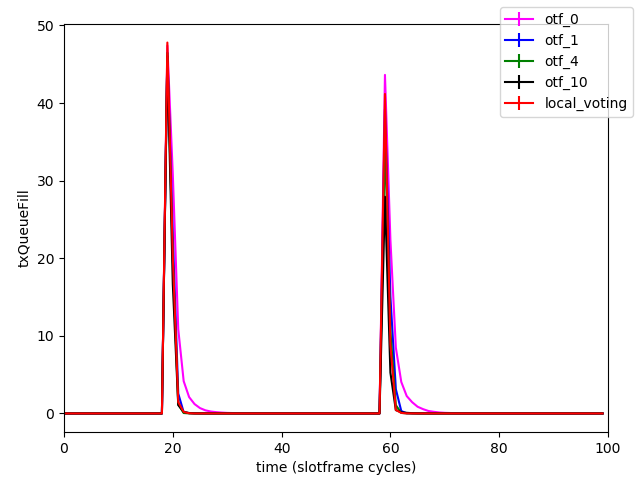 otf_0
otf_1
otf_4
otf_10
local_voting
50
40
30
20
10
0
txQueueFill
0 20 40 60 80 100
time (slotframe cycles)